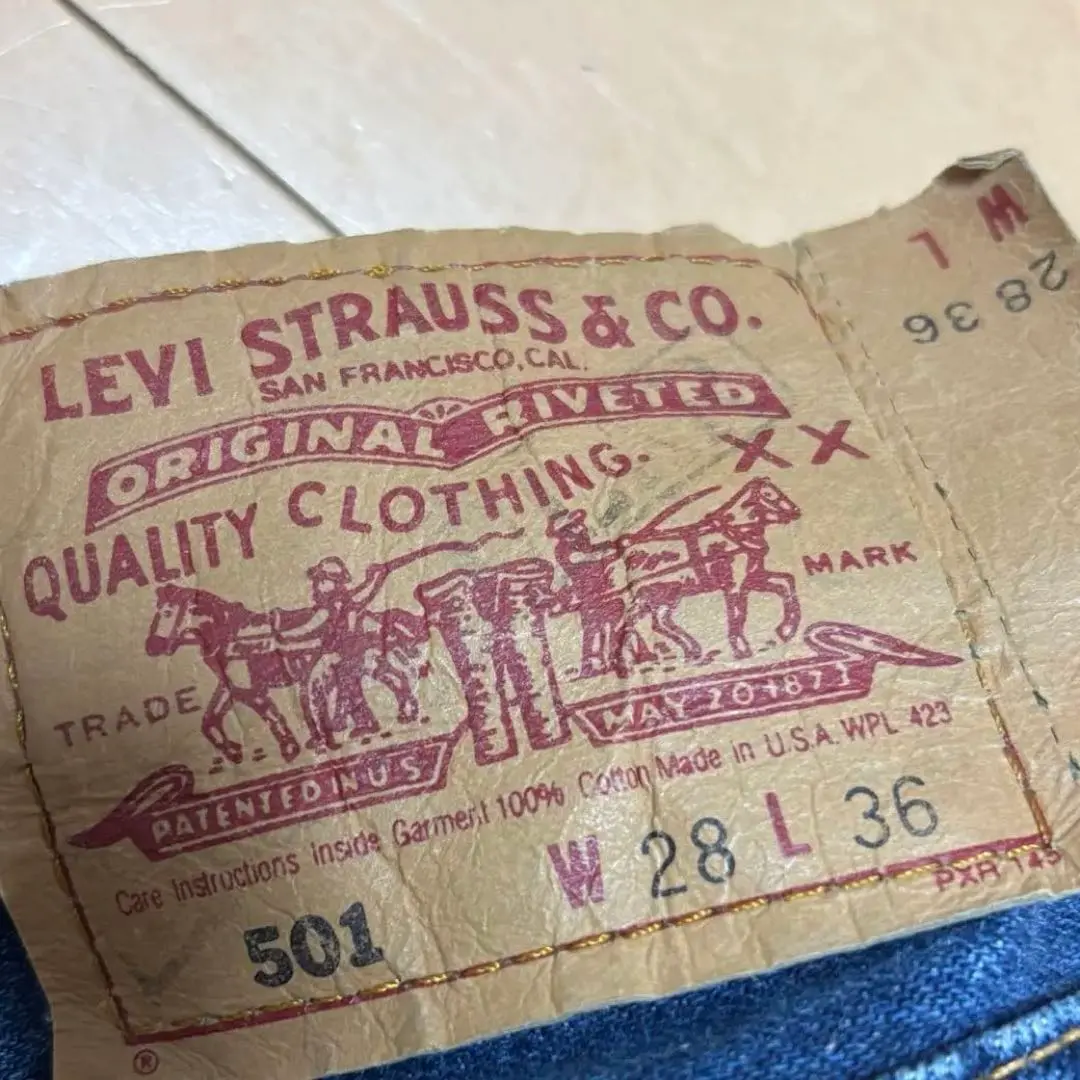 LEVI STRAUSS & CO.
SAN FRANCISCO, CAL.
ORIGINAL RIVETED
QUALITY CLOTHING. XX
TRADE MARK
PATENTED IN U.S. MAY 20 1873
Care Instructions Inside Garment 100% Cotton Made in U.S.A. WPL 423
501 W 28 L 36
PXR 145
®
W 28
L 36